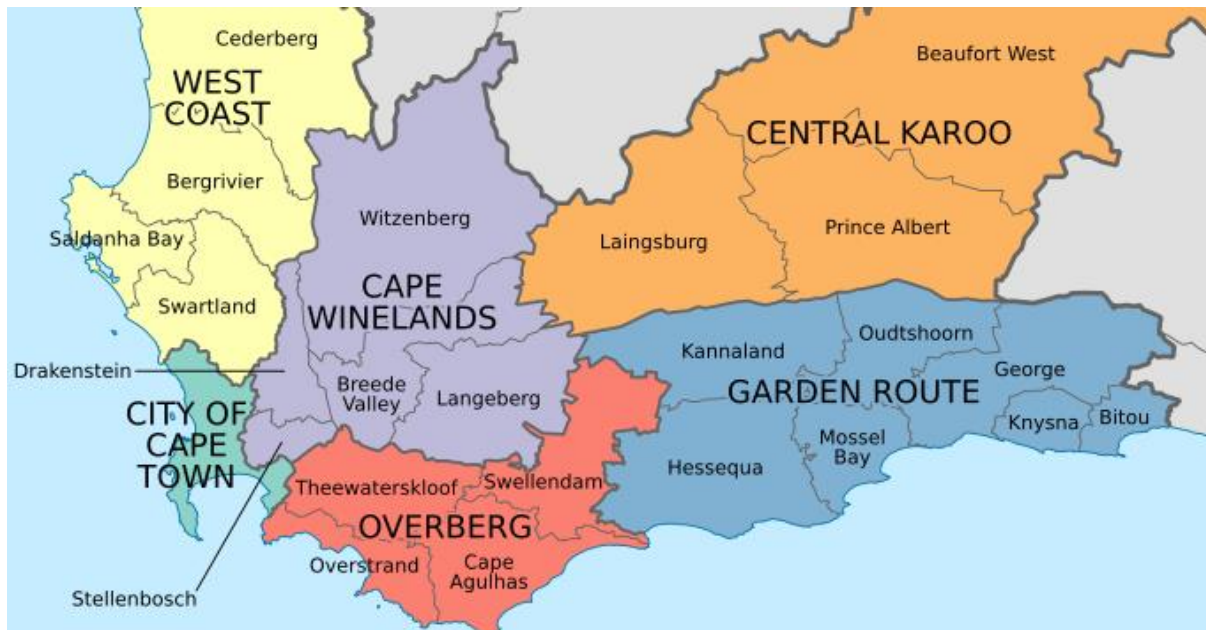 Cederberg
WEST
COAST
Bergrivier
Saldanha Bay
Swartland
Beaufort West
CENTRAL KAROO
Laingsburg
Prince Albert
Witzenberg
CAPE
WINELANDS
Drakenstein
Breede
Valley
Langeberg
Stellenbosch
CITY OF
CAPE
TOWN
Kannaland
Oudtshoorn
GARDEN ROUTE
George
Knysna
Bitou
Mossel
Bay
Hessequa
Theewaterskloof
Swellendam
OVERBERG
Overstrand
Cape
Agulhas